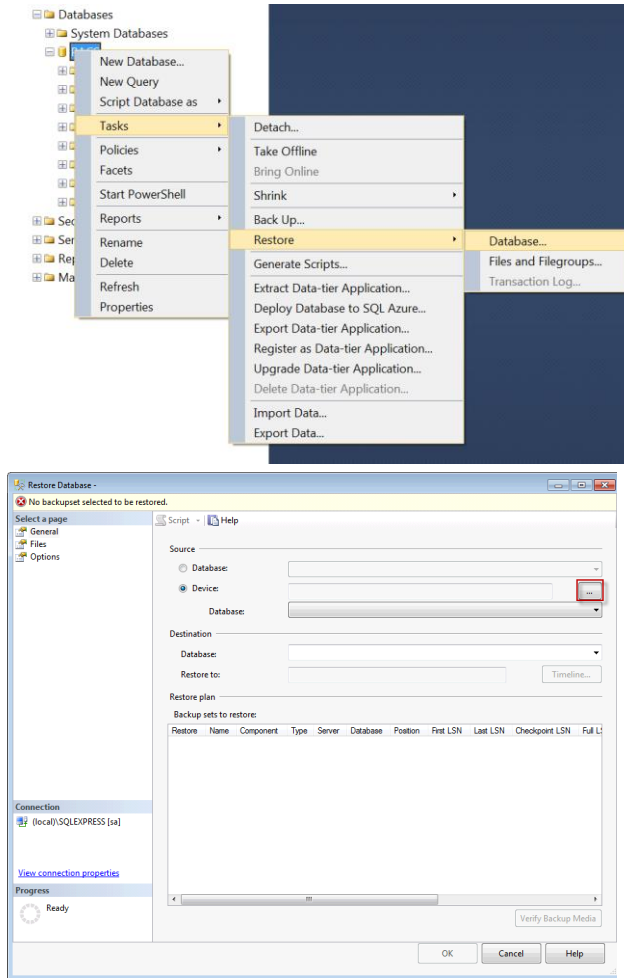 Databases
System Databases
New Database...
New Query
Script Database as
Tasks
Policies
Facets
Start PowerShell
Reports
Rename
Delete
Refresh
Properties
Sec
Ser
Rep
Ma
Detach...
Take Offline
Bring Online
Shrink
Back Up...
Restore
Generate Scripts...
Extract Data-tier Application...
Deploy Database to SQL Azure...
Export Data-tier Application...
Register as Data-tier Application...
Upgrade Data-tier Application...
Delete Data-tier Application...
Import Data...
Export Data...
Database...
Files and Filegroups...
Transaction Log...
Restore Database -
No backupset selected to be restored.
Select a page
General
Files
Options
Script Help
Source
Database:
Device:
...
Database:
Destination
Database:
Restore to:
Timeline...
Restore plan
Backup sets to restore:
Restore Name Component Type Server Database Position First LSN Last LSN Checkpoint LSN Full L
Connection
(local)\SQLEXPRESS [sa]
View connection properties
Progress
Ready
Verify Backup Media
OK Cancel Help